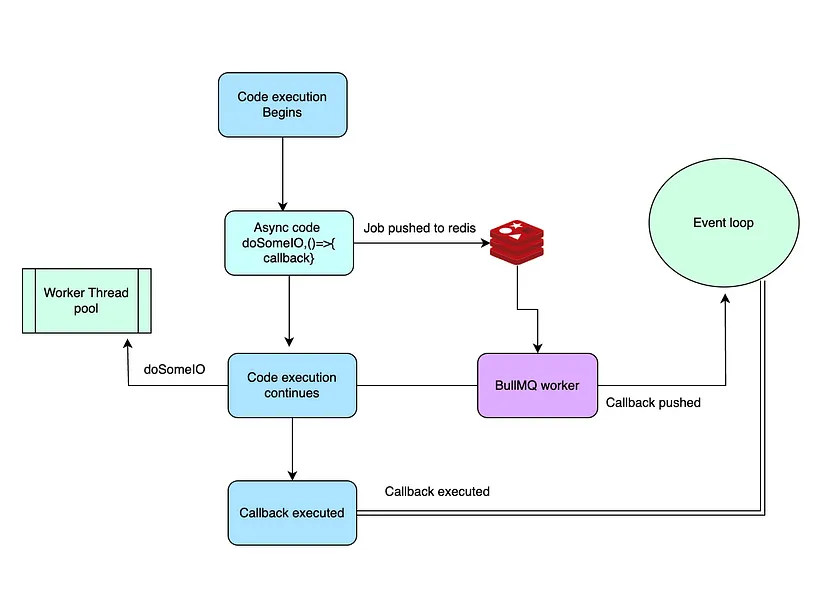 Code execution
Begins
Async code
doSomeIO,()=>{
callback}
Job pushed to redis
Event loop
Worker Thread
pool
doSomeIO
Code execution
continues
BullMQ worker
Callback pushed
Callback executed
Callback executed